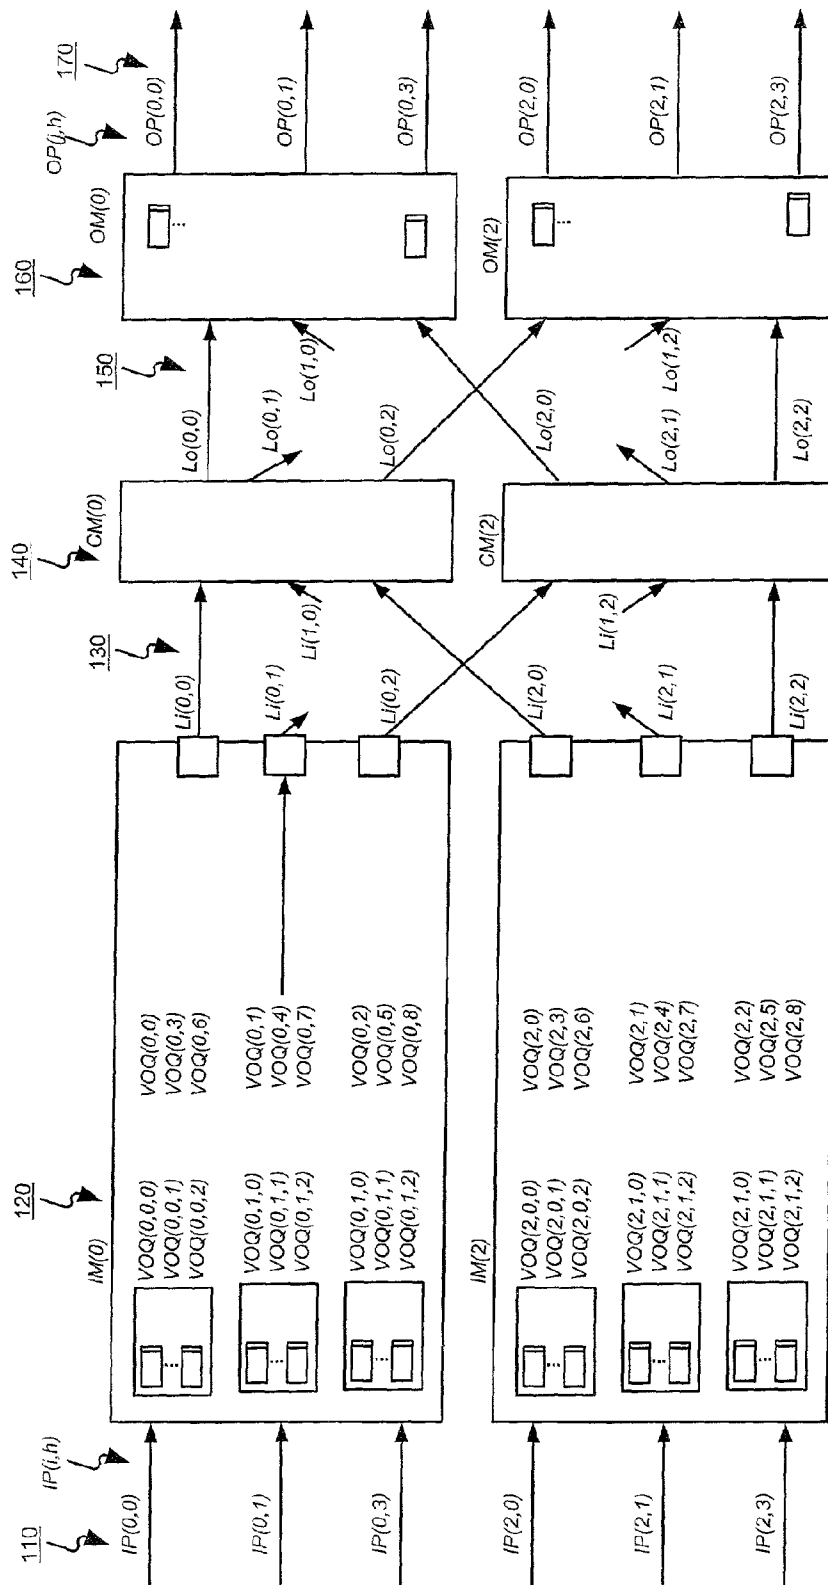 110
IP(i,h)
IP(0,0)
IP(0,1)
IP(0,3)
IP(2,0)
IP(2,1)
IP(2,3)
120
IM(0)
VOQ(0,0,0)
VOQ(0,0,1)
VOQ(0,0,2)
VOQ(0,1,0)
VOQ(0,1,1)
VOQ(0,1,2)
VOQ(0,1,0)
VOQ(0,1,1)
VOQ(0,1,2)
VOQ(0,0)
VOQ(0,3)
VOQ(0,6)
VOQ(0,1)
VOQ(0,4)
VOQ(0,7)
VOQ(0,2)
VOQ(0,5)
VOQ(0,8)
IM(2)
VOQ(2,0,0)
VOQ(2,0,1)
VOQ(2,0,2)
VOQ(2,1,0)
VOQ(2,1,1)
VOQ(2,1,2)
VOQ(2,1,0)
VOQ(2,1,1)
VOQ(2,1,2)
VOQ(2,0)
VOQ(2,3)
VOQ(2,6)
VOQ(2,1)
VOQ(2,4)
VOQ(2,7)
VOQ(2,2)
VOQ(2,5)
VOQ(2,8)
130
Li(0,0)
Li(0,1)
Li(1,0)
Li(0,2)
Li(2,0)
Li(1,2)
Li(2,1)
Li(2,2)
140
CM(0)
CM(2)
150
Lo(0,0)
Lo(0,1)
Lo(1,0)
Lo(0,2)
Lo(2,0)
Lo(1,2)
Lo(2,1)
Lo(2,2)
160
OM(0)
OM(2)
170
OP(j,h)
OP(0,0)
OP(0,1)
OP(0,3)
OP(2,0)
OP(2,1)
OP(2,3)